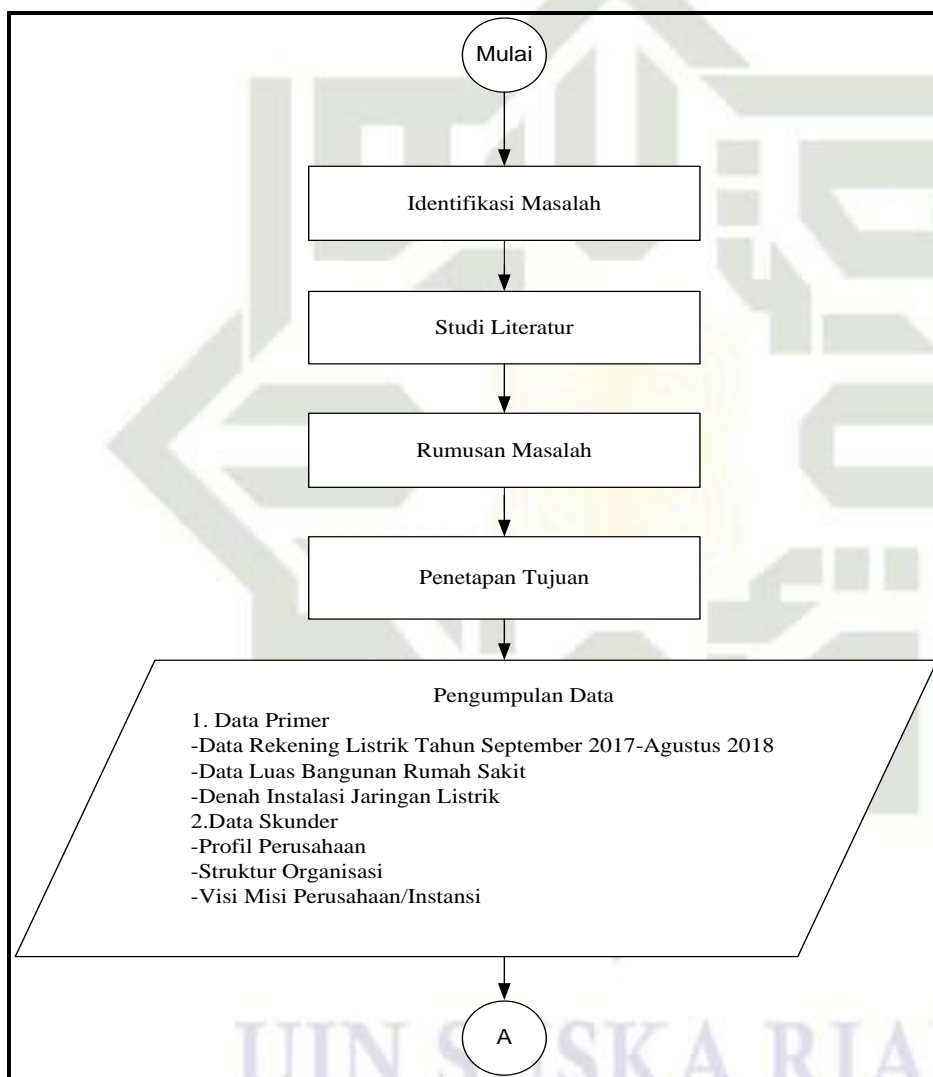 Mulai
Identifikasi Masalah
Studi Literatur
Rumusan Masalah
Penetapan Tujuan
Pengumpulan Data
1. Data Primer
-Data Rekening Listrik Tahun September 2017-Agustus 2018
-Data Luas Bangunan Rumah Sakit
-Denah Instalasi Jaringan Listrik
2.Data Skunder
-Profil Perusahaan
-Struktur Organisasi
-Visi Misi Perusahaan/Instansi
A
UIN SUSKA RIA